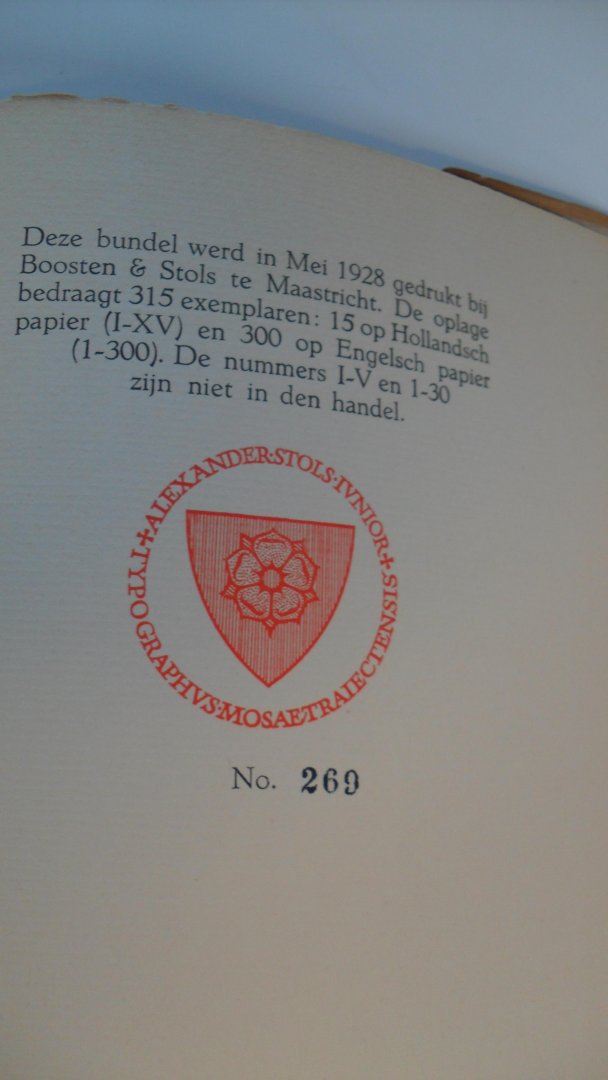 Deze bundel werd in Mei 1928 gedrukt bij
Boosten & Stols te Maastricht. De oplage
bedraagt 315 exemplaren: 15 op Hollandsch
papier (I-XV) en 300 op Engelsch papier
(1-300). De nummers I-V en 1-30
zijn niet in den handel.
ALEXANDER·STOLS·IVNIOR+TYPOGRAPHVS·MOSAETRAIECTENSIS+
No. 269